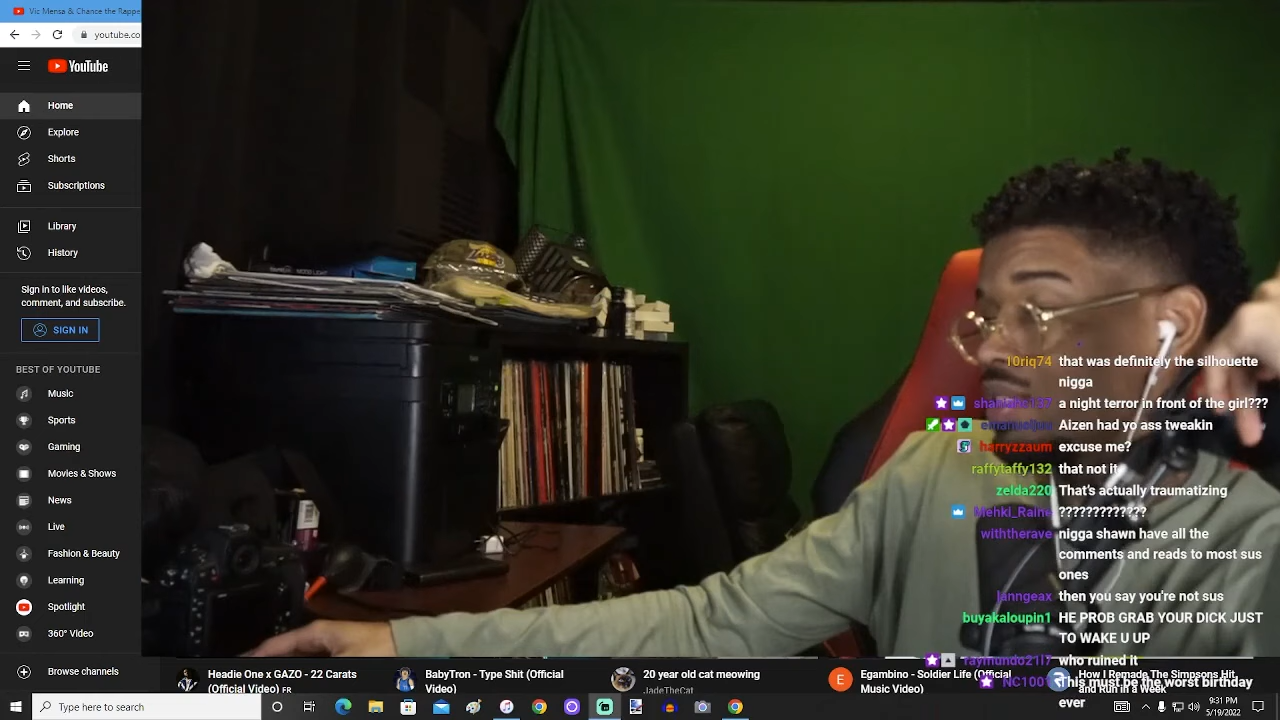 Vic Mensa & Chance the Rappe
youtube.co
YouTube
Home
Explore
Shorts
Subscriptions
Library
History
Sign in to like videos,
comment, and subscribe.
SIGN IN
BEST OF YOUTUBE
Music
Sports
Gaming
Movies & Shows
News
Live
Fashion & Beauty
Learning
Spotlight
360° Video
Browse channels
l0riq74 that was definitely the silhouette
nigga
a night terror in front of the girl???
Aizen had yo ass tweakin
harryzzaum excuse me?
raffytaffy132 that not it
zelda220 That's actually traumatizing
Mehki_Raine ?????????????
withtherave nigga shawn have all the
comments and reads to most sus
ones
janngeax then you say you're not sus
buyakaloupin1 HE PROB GRAB YOUR DICK JUST
TO WAKE U UP
raymundo21l7 who ruined it
This must be the worst birthday
ever
Headie One x GAZO - 22 Carats
(Official Video) FR
BabyTron - Type Shit (Official
Video)
20 year old cat meowing
JadeTheCat
E
Egambino - Soldier Life (Official
Music Video)
How I Remade The Simpsons Hit
and Run in a Week
Type here to search
9:31 PM
5/19/2022